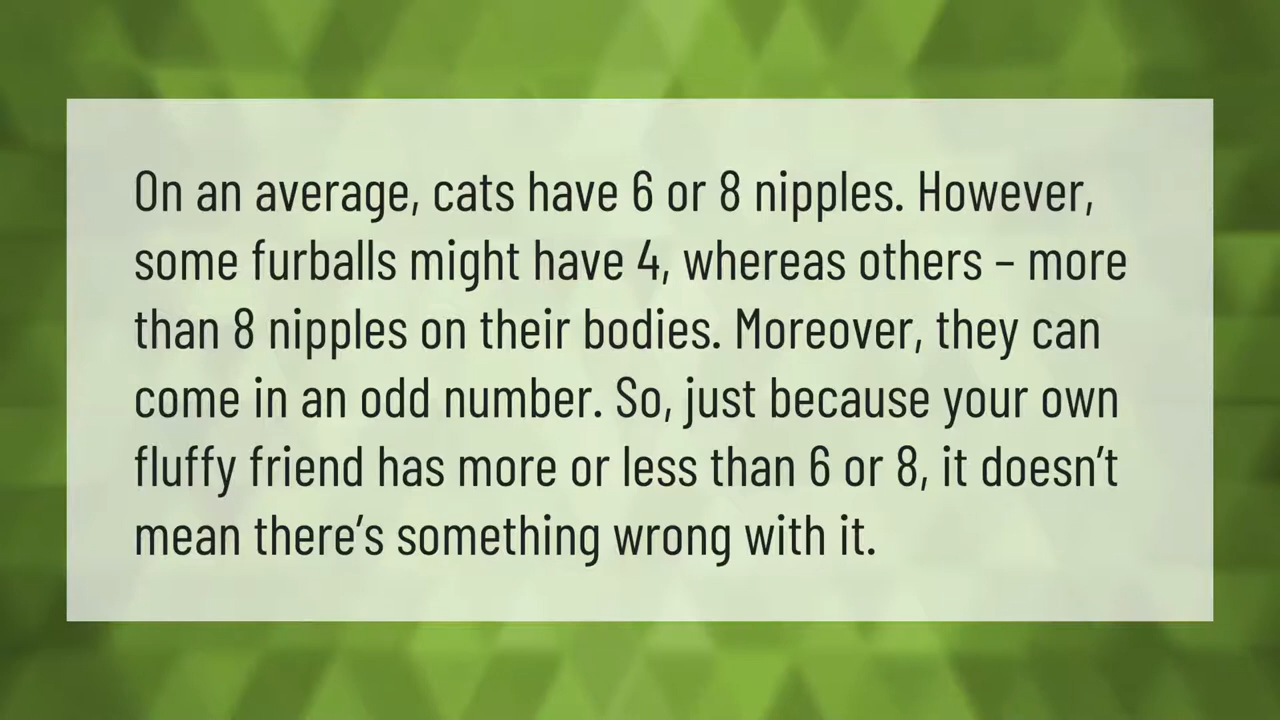 On an average, cats have 6 or 8 nipples. However,
some furballs might have 4, whereas others – more
than 8 nipples on their bodies. Moreover, they can
come in an odd number. So, just because your own
fluffy friend has more or less than 6 or 8, it doesn’t
mean there’s something wrong with it.